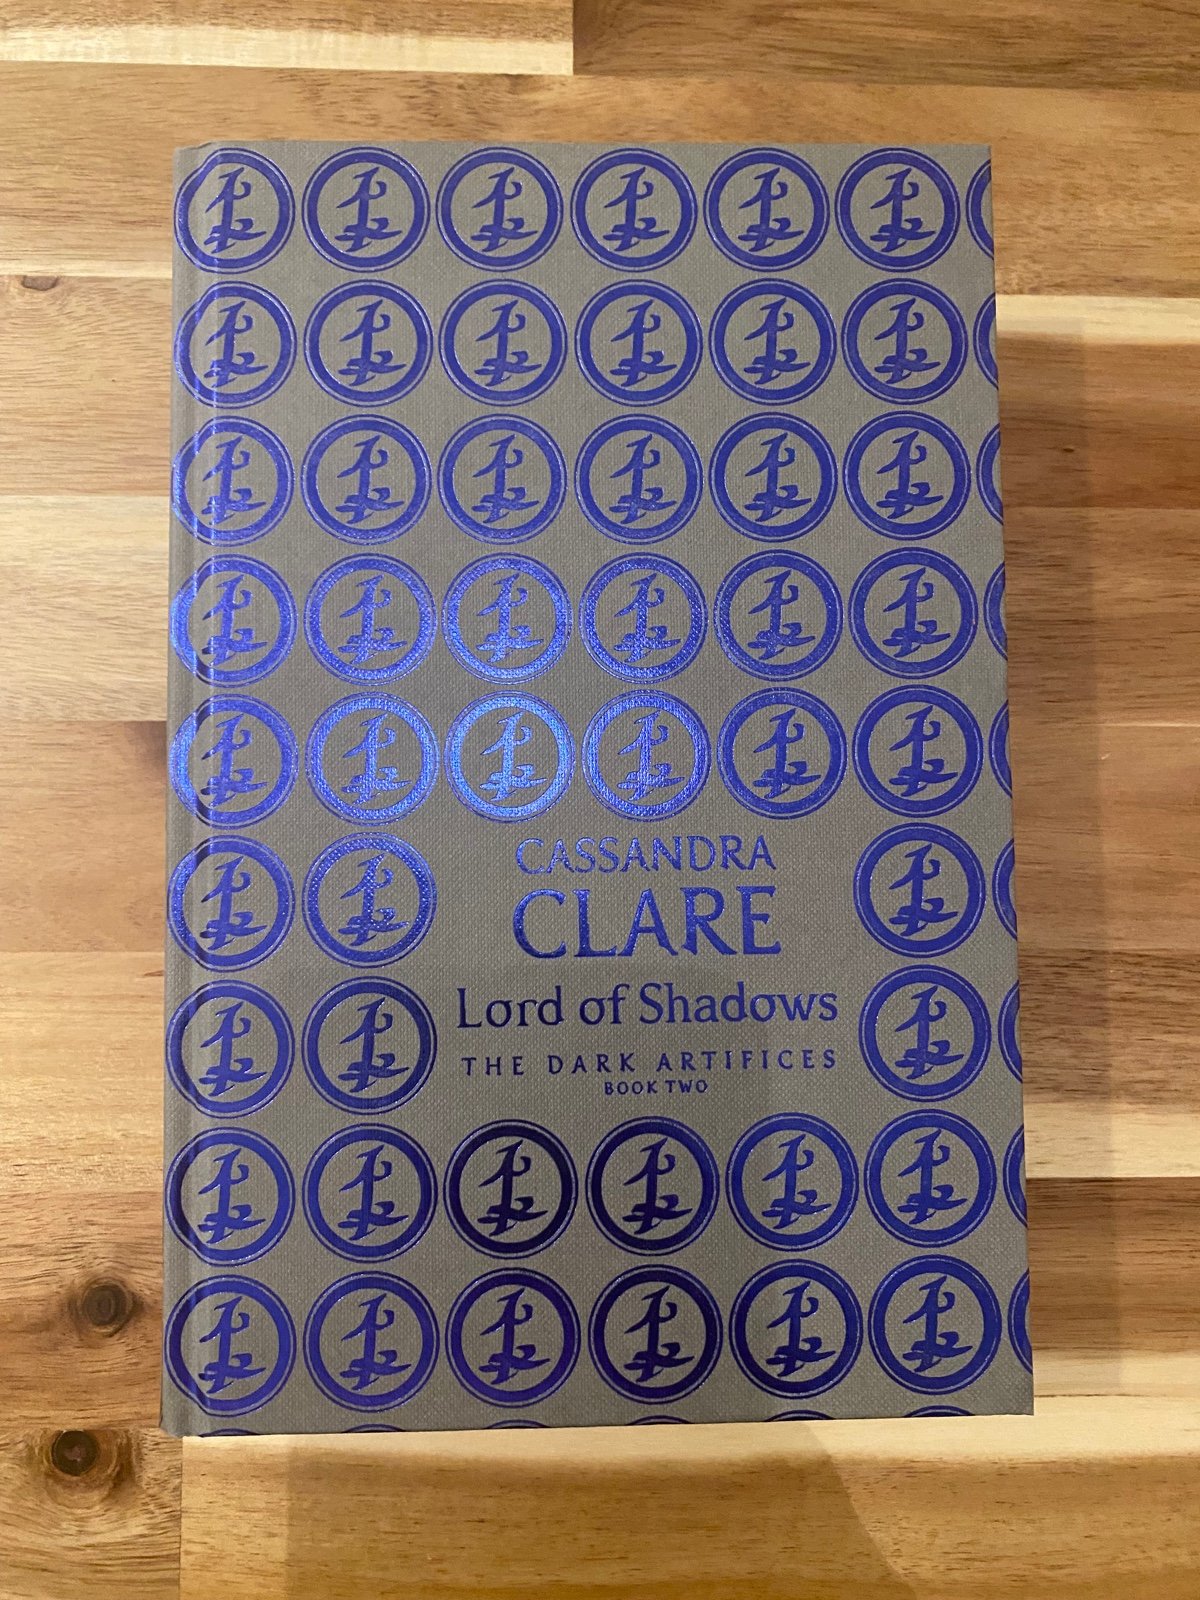 CASSANDRA
CLARE
Lord of Shadows
THE DARK ARTIFICES
BOOK TWO